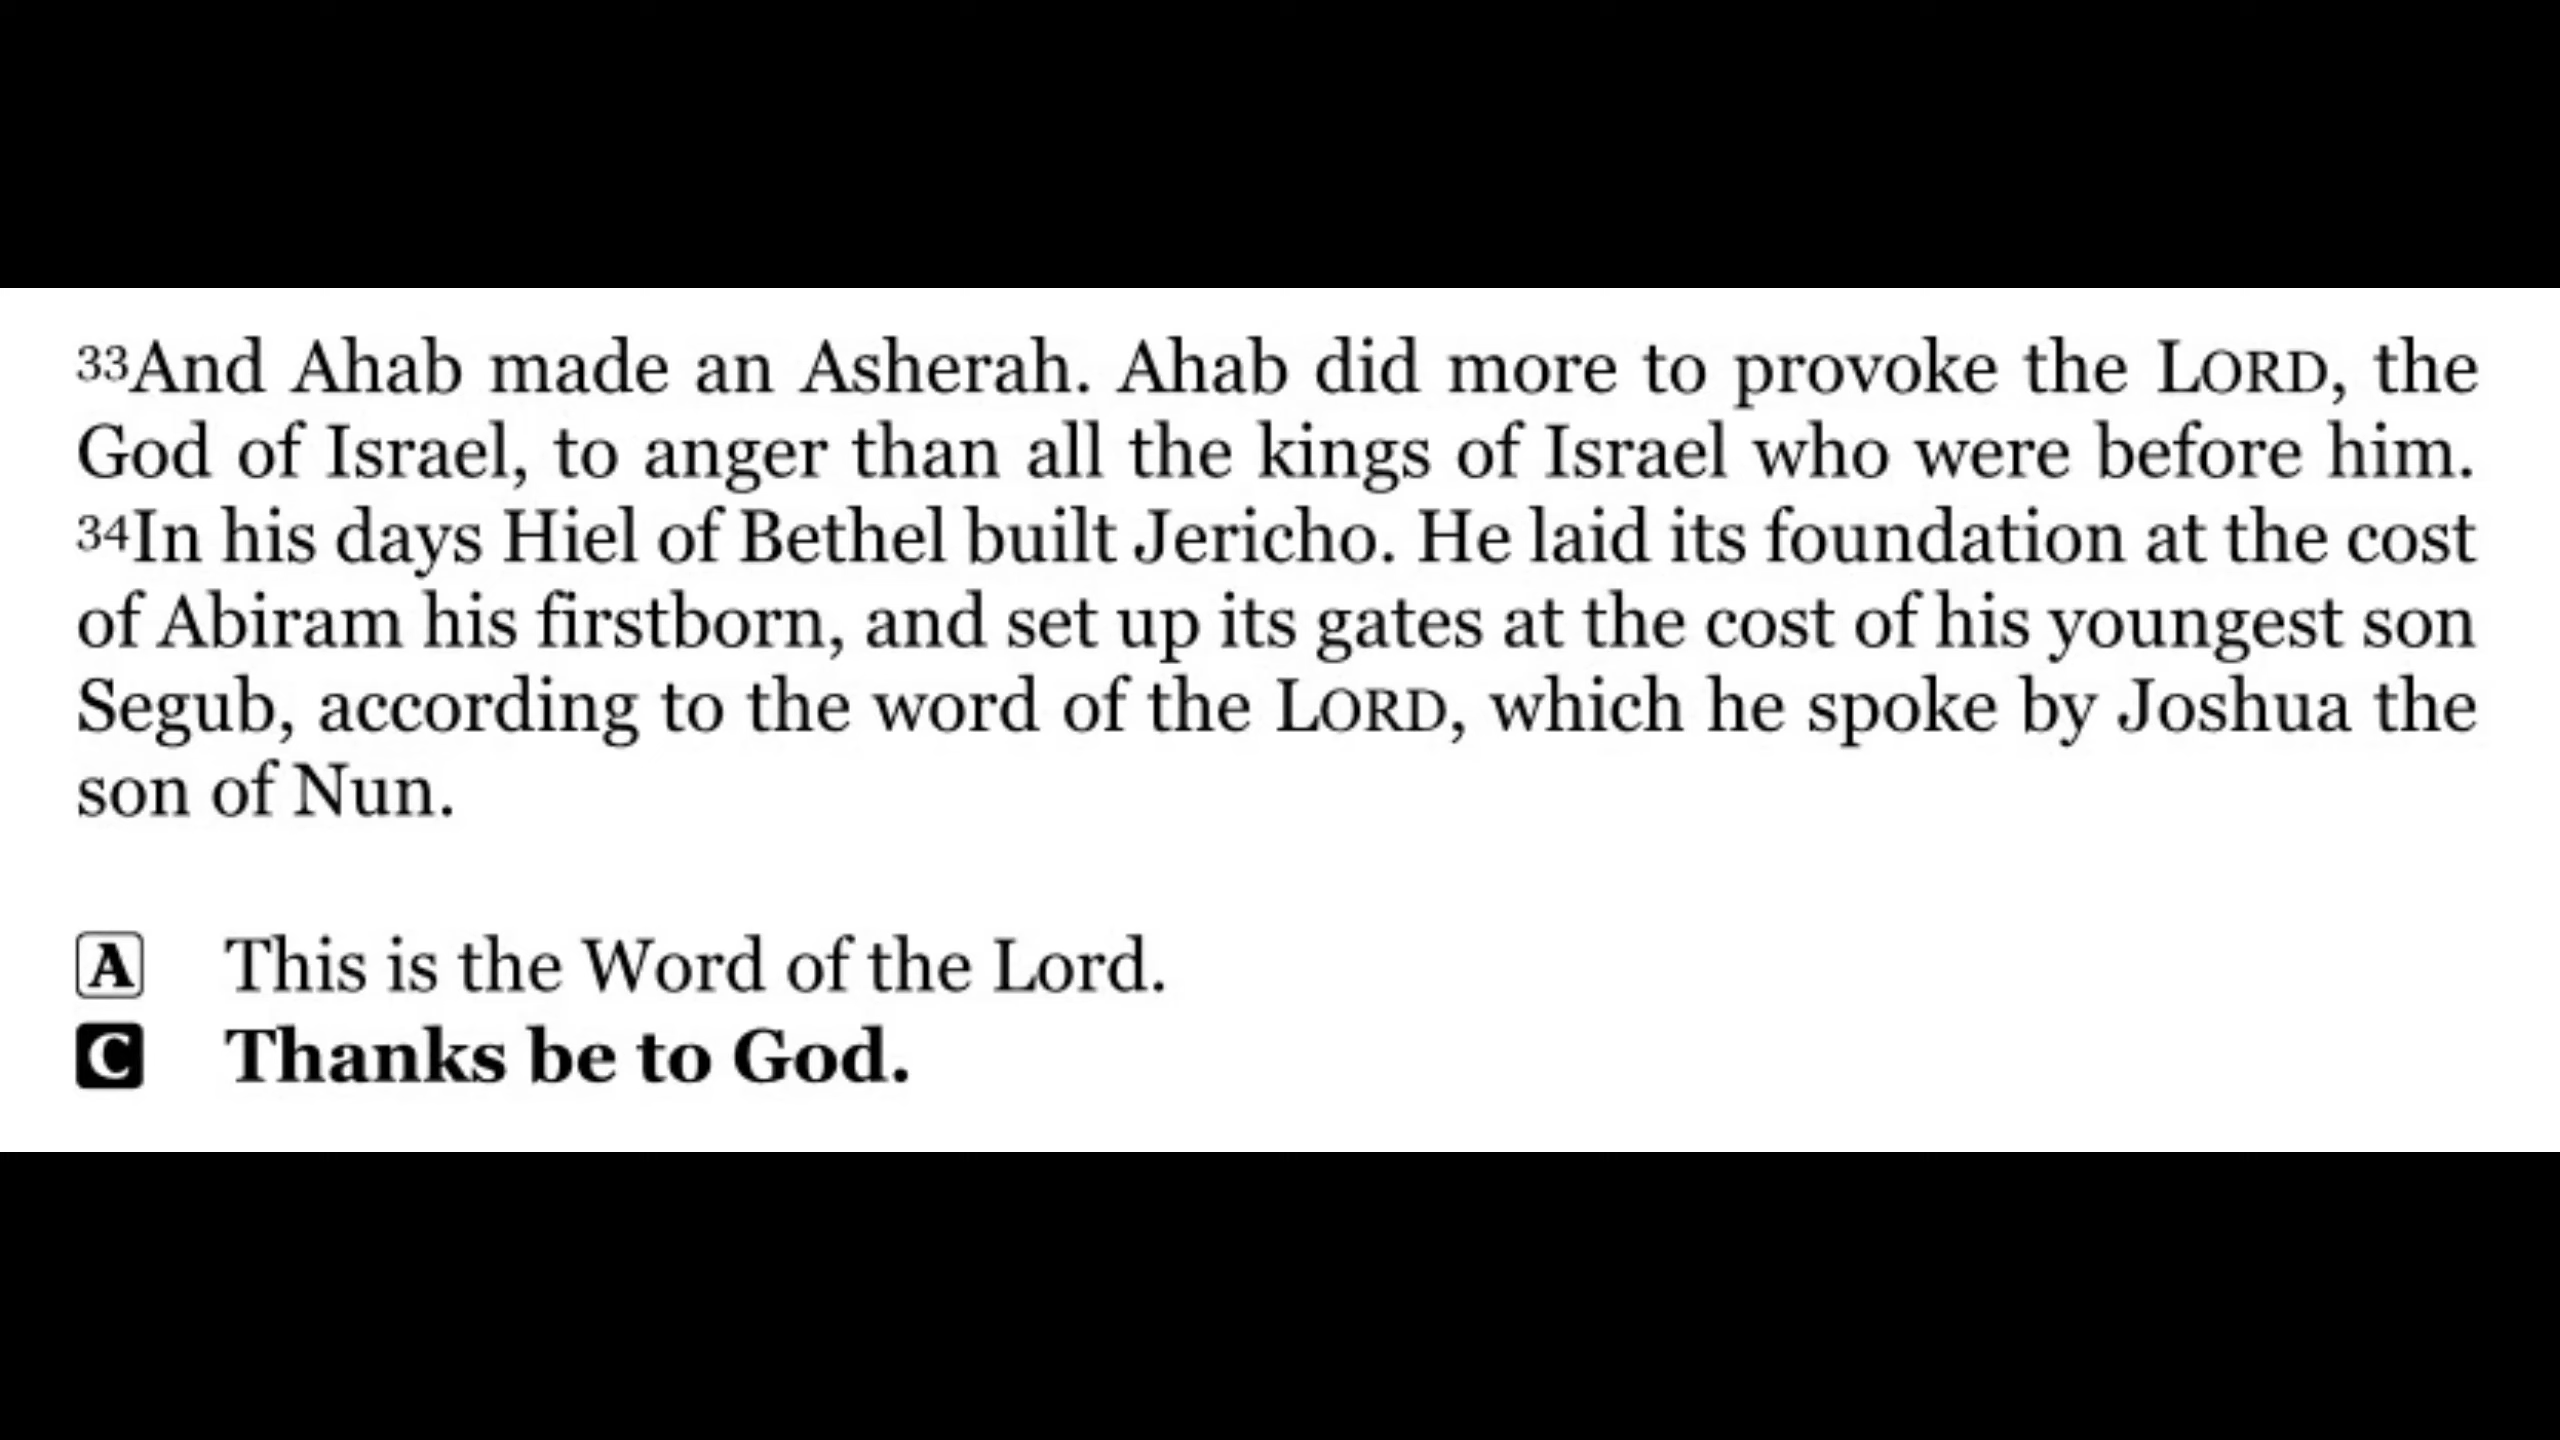 33And Ahab made an Asherah. Ahab did more to provoke the LORD, the
God of Israel, to anger than all the kings of Israel who were before him.
34In his days Hiel of Bethel built Jericho. He laid its foundation at the cost
of Abiram his firstborn, and set up its gates at the cost of his youngest son
Segub, according to the word of the LORD, which he spoke by Joshua the
son of Nun.
A This is the Word of the Lord.
C Thanks be to God.